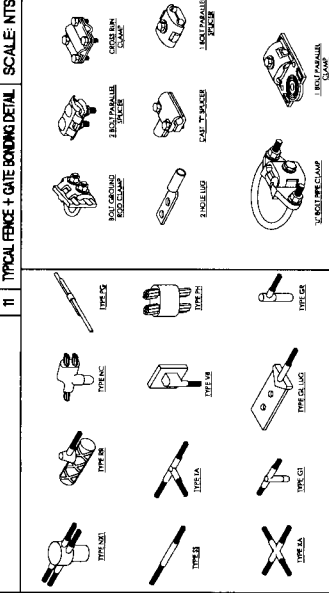 11 TYPICAL FENCE + GATE BONDING DETAIL SCALE: NTS
TYPE NX1
TYPE RR
TYPE NC
TYPE PG
TYPE SS
TYPE TA
TYPE VB
TYPE PH
TYPE XA
TYPE GT
TYPE GL LUG
TYPE GR
BOLT GROUND
ROD CLAMP
2 BOLT PARALLEL
SPLICER
CROSS RUN
CLAMP
2 HOLE LUG
CAST "T" SPLICER
1 BOLT PARALLEL
SPLICER
"U" BOLT PIPE CLAMP
1 BOLT PARALLEL
CLAMP